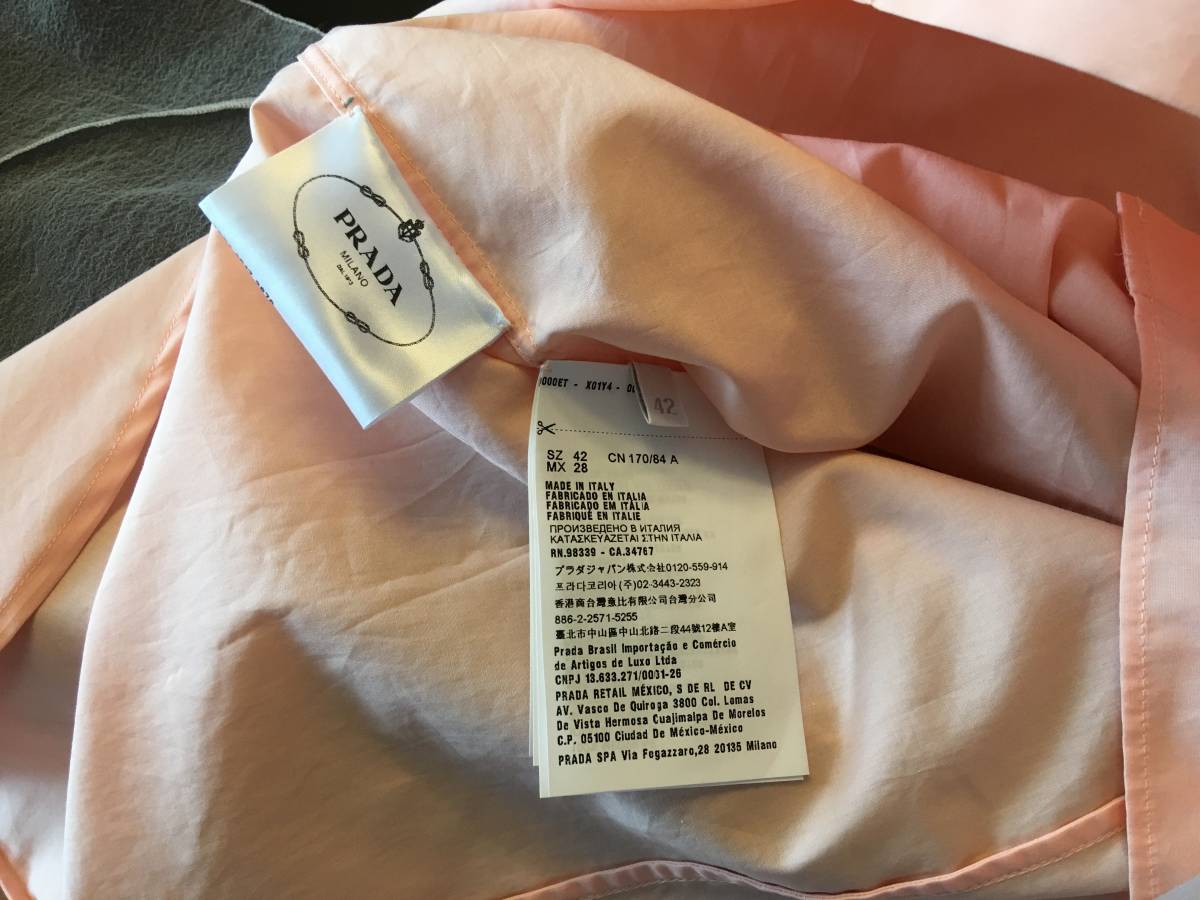 PRADA
MILANO
DAL 1913
000ET - X01Y4 - 0
42
SZ 42 CN 170/84 A
MX 28
MADE IN ITALY
FABRICADO EN ITALIA
FABRICADO EM ITÁLIA
FABRIQUÉ EN ITALIE
ПРОИЗВЕДЕНО В ИТАЛИЯ
ΚΑΤΑΣΚΕΥΑΖΕΤΑΙ ΣΤΗΝ ΙΤΑΛΙΑ
RN.98339 - CA.34767
プラダジャパン株式会社0120-559-914
프라다코리아(주)02-3443-2323
香港商台灣意比有限公司台灣分公司
886-2-2571-5255
臺北市中山區中山北路二段44號12樓A室
Prada Brasil Importação e Comércio
de Artigos de Luxo Ltda
CNPJ 13.633.271/0001-26
PRADA RETAIL MÉXICO, S DE RL DE CV
AV. Vasco De Quiroga 3800 Col. Lomas
De Vista Hermosa Cuajimalpa De Morelos
C.P. 05100 Ciudad De México-México
PRADA SPA Via Fogazzaro,28 20135 Milano